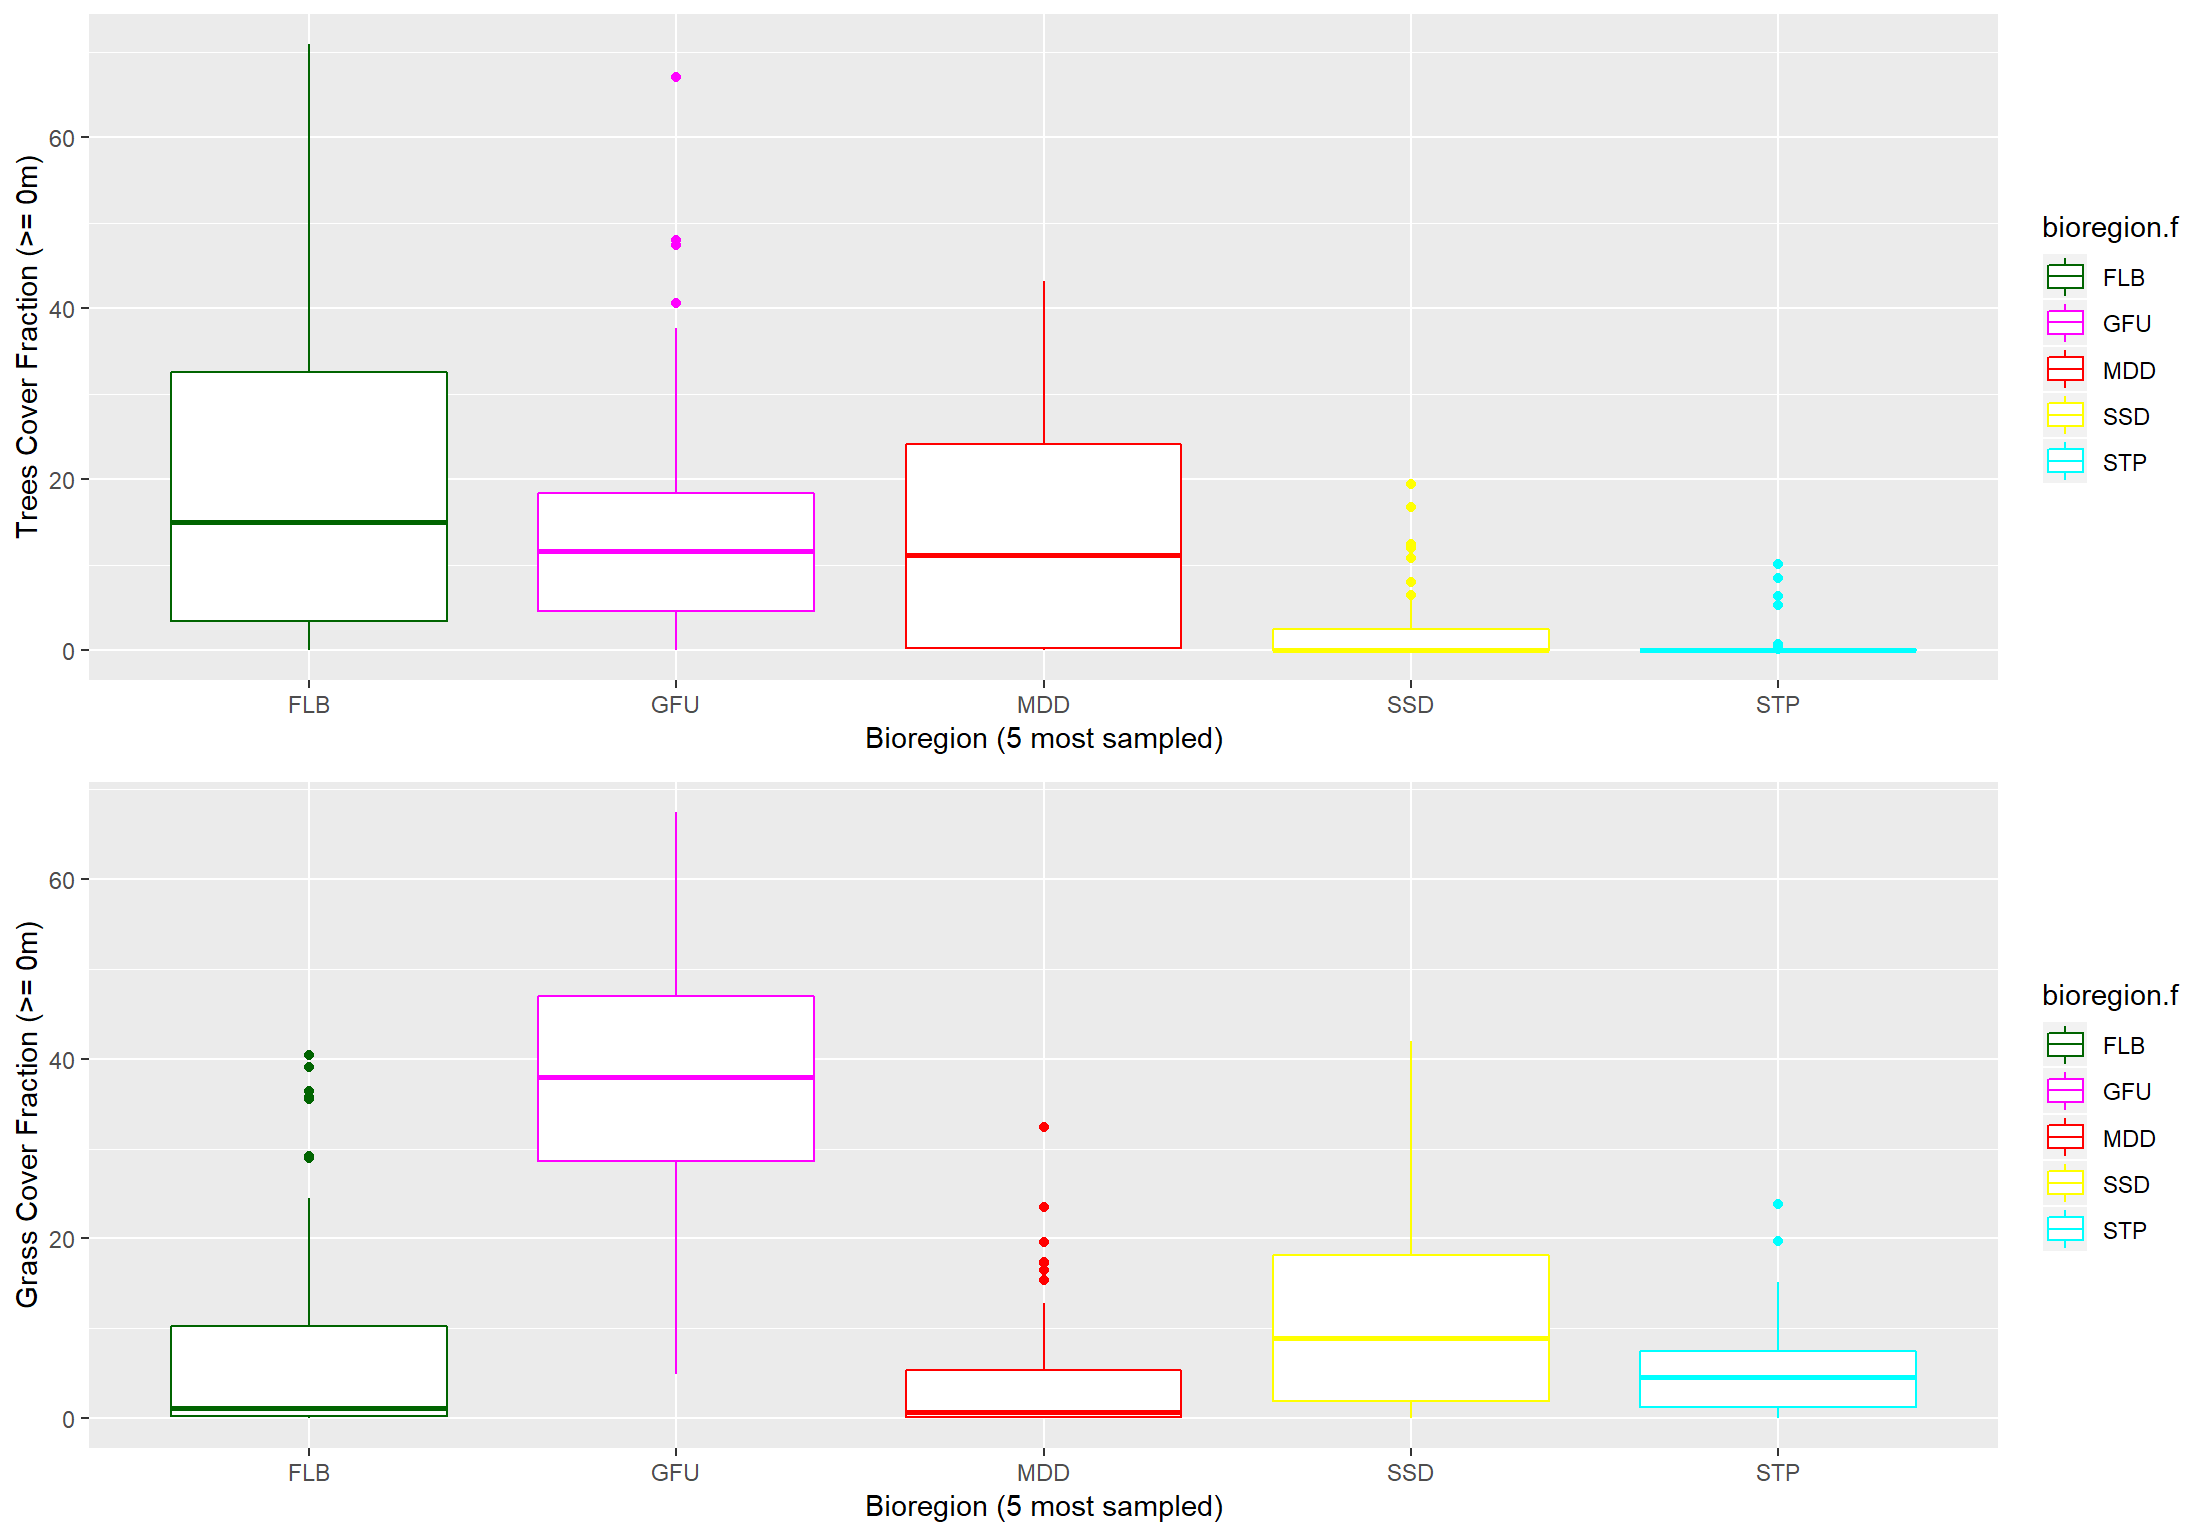 Trees Cover Fraction (>= 0m)
60
40
20
0
FLB
GFU
MDD
SSD
STP
Bioregion (5 most sampled)
bioregion.f
FLB
GFU
MDD
SSD
STP
Grass Cover Fraction (>= 0m)
60
40
20
0
FLB
GFU
MDD
SSD
STP
Bioregion (5 most sampled)
bioregion.f
FLB
GFU
MDD
SSD
STP